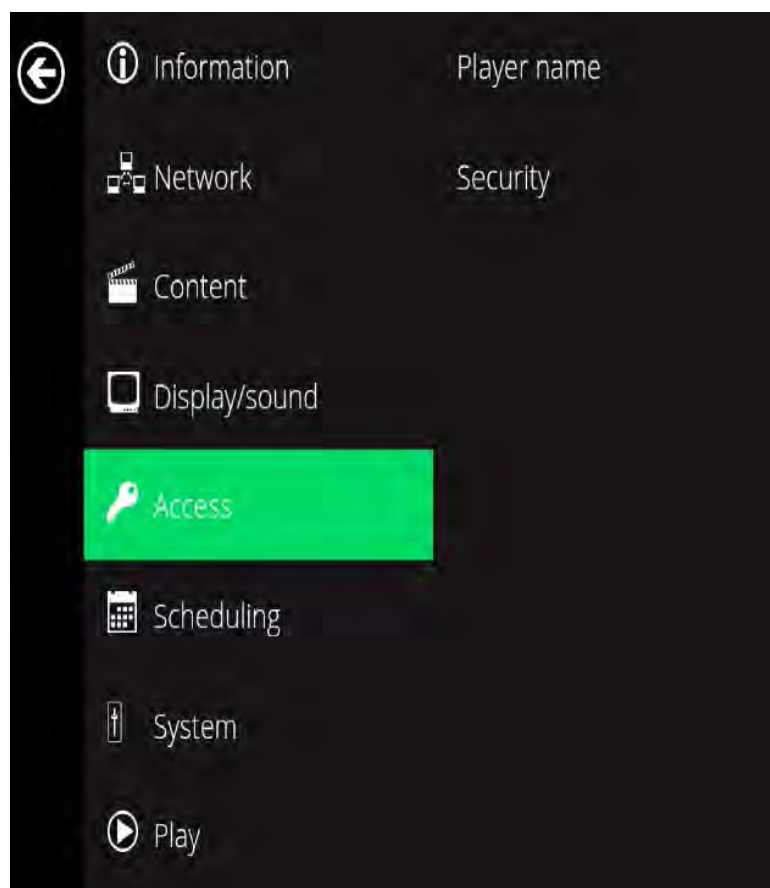 Information
Network
Content
Display/sound
Access
Scheduling
System
Play
Player name
Security